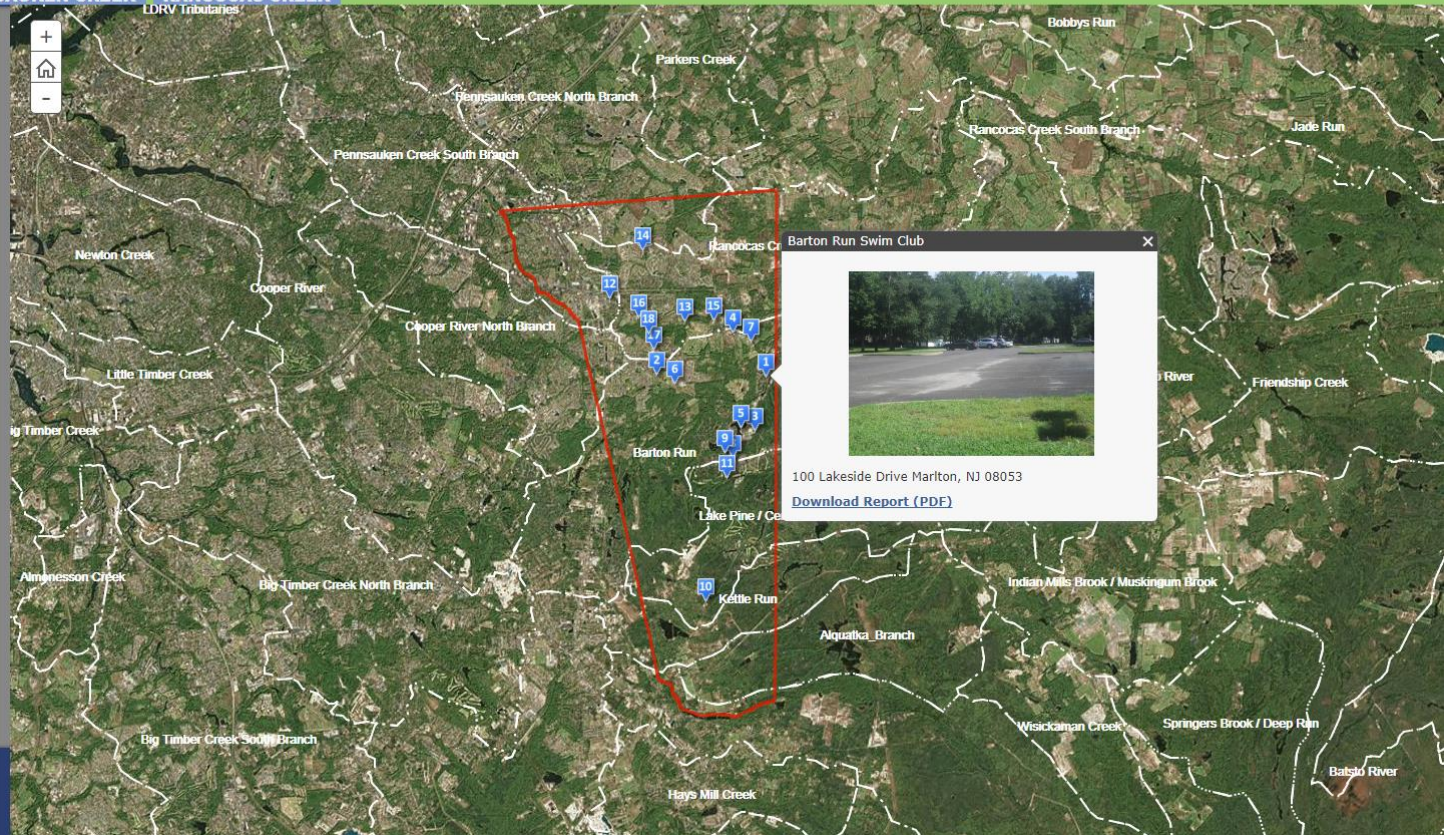 LDRV Tributaries
Bobbys Run
+
-
Parkers Creek
Pennsauken Creek North Branch
Rancocas Creek South Branch
Jade Run
Pennsauken Creek South Branch
14
Rancocas
Barton Run Swim Club
×
Newton Creek
Cooper River
12
16
13
15
18
4
7
Cooper River North Branch
2
6
1
Little Timber Creek
River
Friendship Creek
5
3
Timber Creek
9
Barton Run
11
100 Lakeside Drive Marlton, NJ 08053
Download Report (PDF)
Lake Pine /
Almonesson Creek
Big Timber Creek North Branch
10
Kettle Run
Indian Mills Brook / Muskingum Brook
Alquatka_Branch
Wisickaman Creek
Springers Brook / Deep Run
Big Timber Creek South Branch
Batsto River
Hays Mill Creek